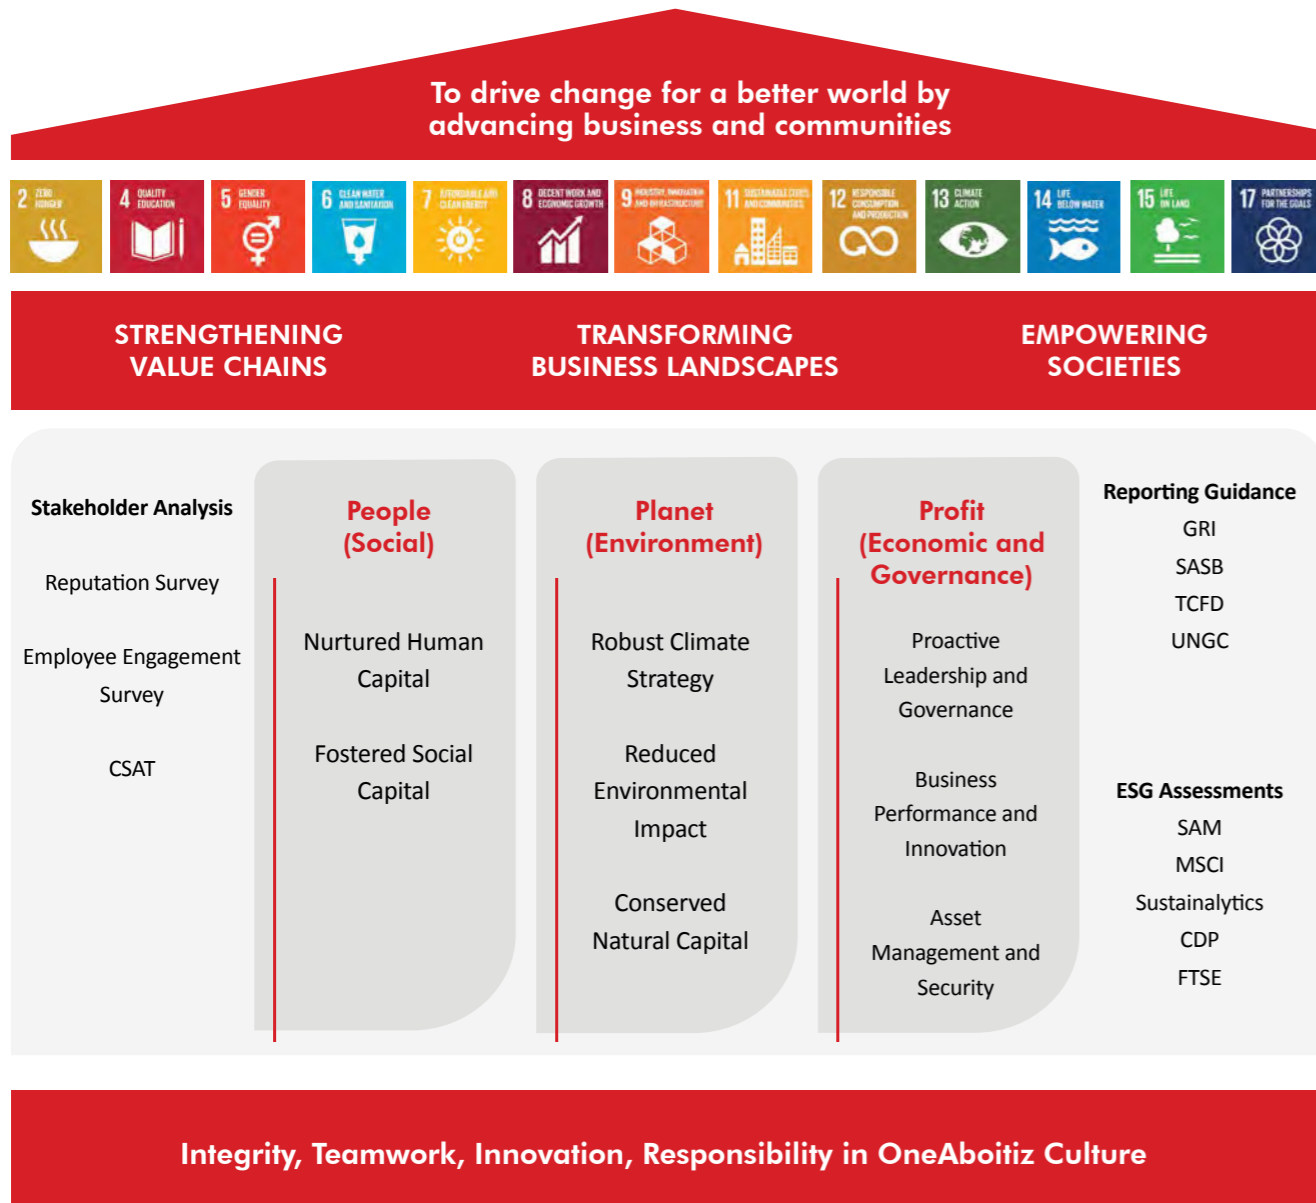 To drive change for a better world by
advancing business and communities
2 ZERO
HUNGER
4 QUALITY
EDUCATION
5 GENDER
EQUALITY
6 CLEAN WATER
AND SANITATION
7 AFFORDABLE AND
CLEAN ENERGY
8 DECENT WORK AND
ECONOMIC GROWTH
9 INDUSTRY, INNOVATION
AND INFRASTRUCTURE
11 SUSTAINABLE CITIES
AND COMMUNITIES
12 RESPONSIBLE
CONSUMPTION
AND PRODUCTION
13 CLIMATE
ACTION
14 LIFE
BELOW WATER
15 LIFE
ON LAND
17 PARTNERSHIPS
FOR THE GOALS
STRENGTHENING
VALUE CHAINS
TRANSFORMING
BUSINESS LANDSCAPES
EMPOWERING
SOCIETIES
Stakeholder Analysis
Reputation Survey
Employee Engagement
Survey
CSAT
People
(Social)
Nurtured Human
Capital
Fostered Social
Capital
Planet
(Environment)
Robust Climate
Strategy
Reduced
Environmental
Impact
Conserved
Natural Capital
Profit
(Economic and
Governance)
Proactive
Leadership and
Governance
Business
Performance and
Innovation
Asset
Management and
Security
Reporting Guidance
GRI
SASB
TCFD
UNGC
ESG Assessments
SAM
MSCI
Sustainalytics
CDP
FTSE
Integrity, Teamwork, Innovation, Responsibility in OneAboitiz Culture